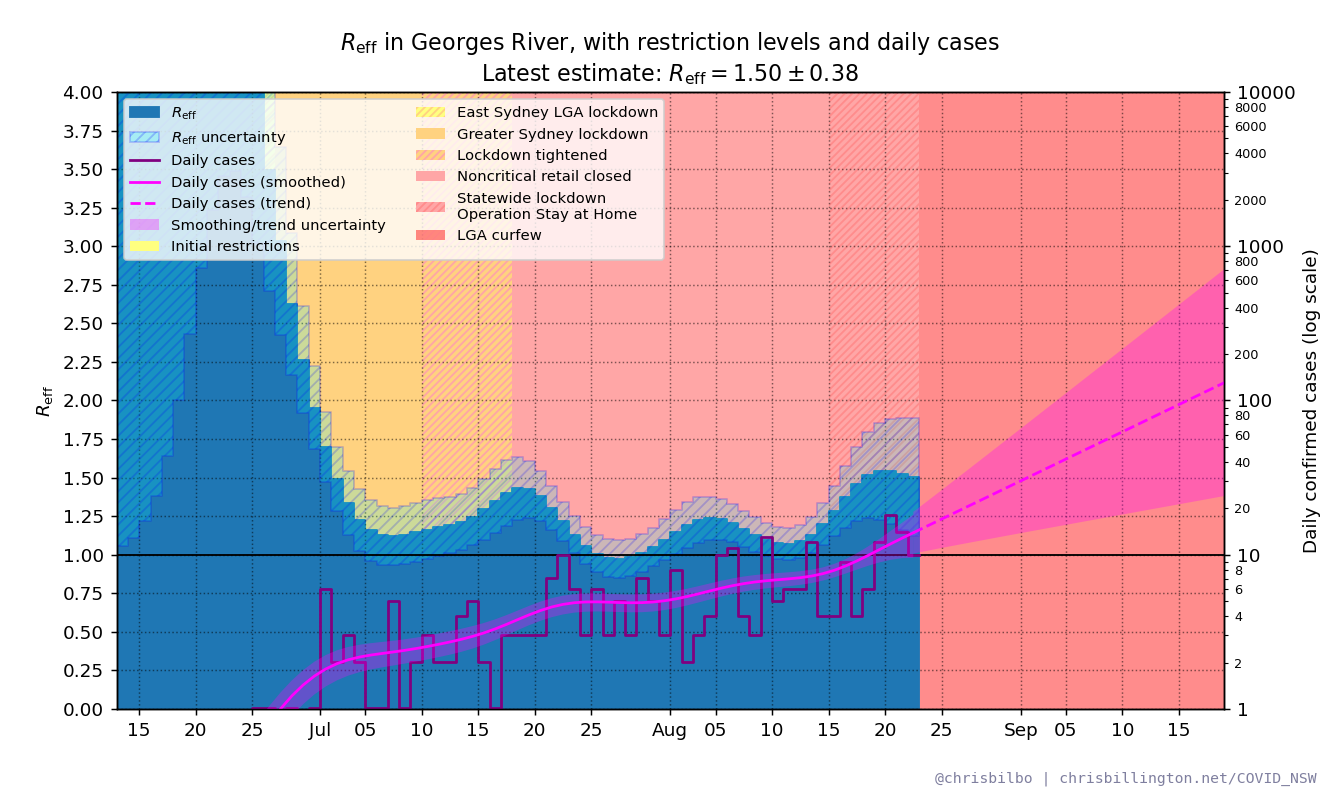 R_eff in Georges River, with restriction levels and daily cases
Latest estimate: R_eff = 1.50 ± 0.38
R_eff
R_eff uncertainty
Daily cases
Daily cases (smoothed)
Daily cases (trend)
Smoothing/trend uncertainty
Initial restrictions
East Sydney LGA lockdown
Greater Sydney lockdown
Lockdown tightened
Noncritical retail closed
Statewide lockdown
Operation Stay at Home
LGA curfew
R_eff
4.00
3.75
3.50
3.25
3.00
2.75
2.50
2.25
2.00
1.75
1.50
1.25
1.00
0.75
0.50
0.25
0.00
10000
8000
6000
4000
2000
1000
800
600
400
200
100
80
60
40
20
10
8
6
4
2
1
Daily confirmed cases (log scale)
15 20 25 Jul 05 10 15 20 25 Aug 05 10 15 20 25 Sep 05 10 15
@chrisbilbo | chrisbillington.net/COVID_NSW